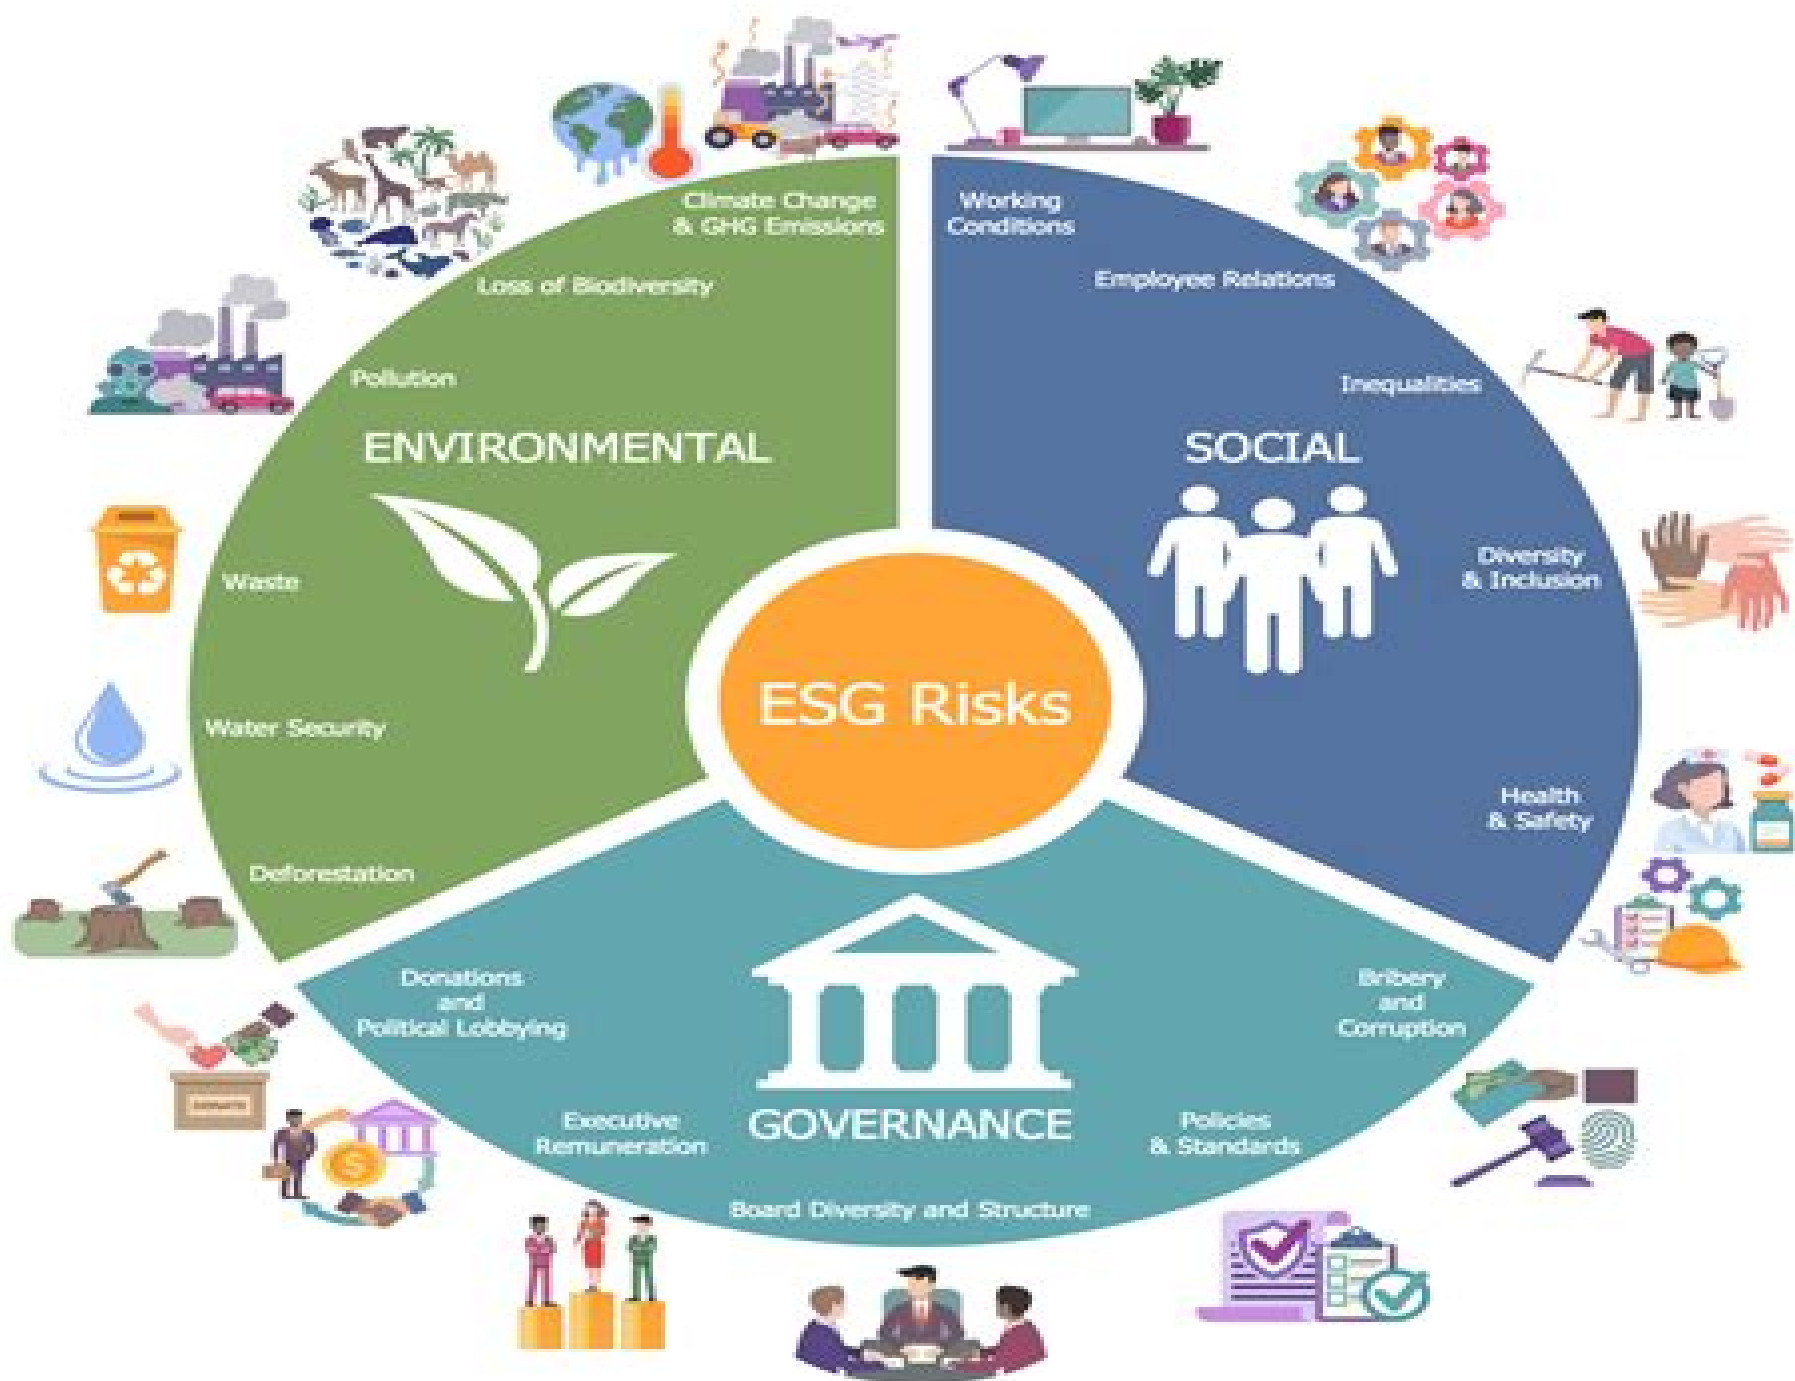 Climate Change
& GHG Emissions
Loss of Biodiversity
Pollution
ENVIRONMENTAL
Waste
Water Security
Deforestation
Working
Conditions
Employee Relations
Inequalities
SOCIAL
Diversity
& Inclusion
Health
& Safety
ESG Risks
Donations
and
Political Lobbying
Executive
Remuneration
GOVERNANCE
Board Diversity and Structure
Policies
& Standards
Bribery
and
Corruption
DONATE
$